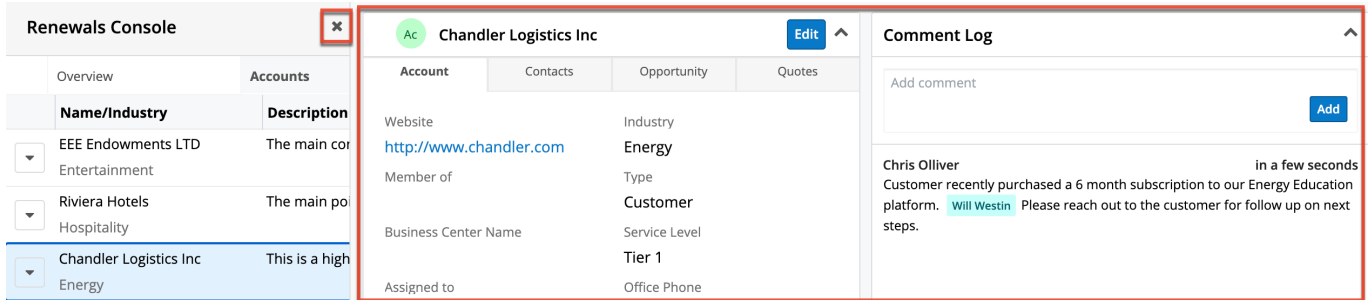 Renewals Console
Overview
Accounts
Name/Industry
Description
EEE Endowments LTD
The main cor
Entertainment
Riviera Hotels
The main poi
Hospitality
Chandler Logistics Inc
This is a high
Energy
Ac
Chandler Logistics Inc
Edit
Account
Contacts
Opportunity
Quotes
Website
Industry
http://www.chandler.com
Energy
Member of
Type
Customer
Business Center Name
Service Level
Tier 1
Assigned to
Office Phone
Comment Log
Add comment
Add
Chris Olliver
in a few seconds
Customer recently purchased a 6 month subscription to our Energy Education
platform. Will Westin Please reach out to the customer for follow up on next
steps.